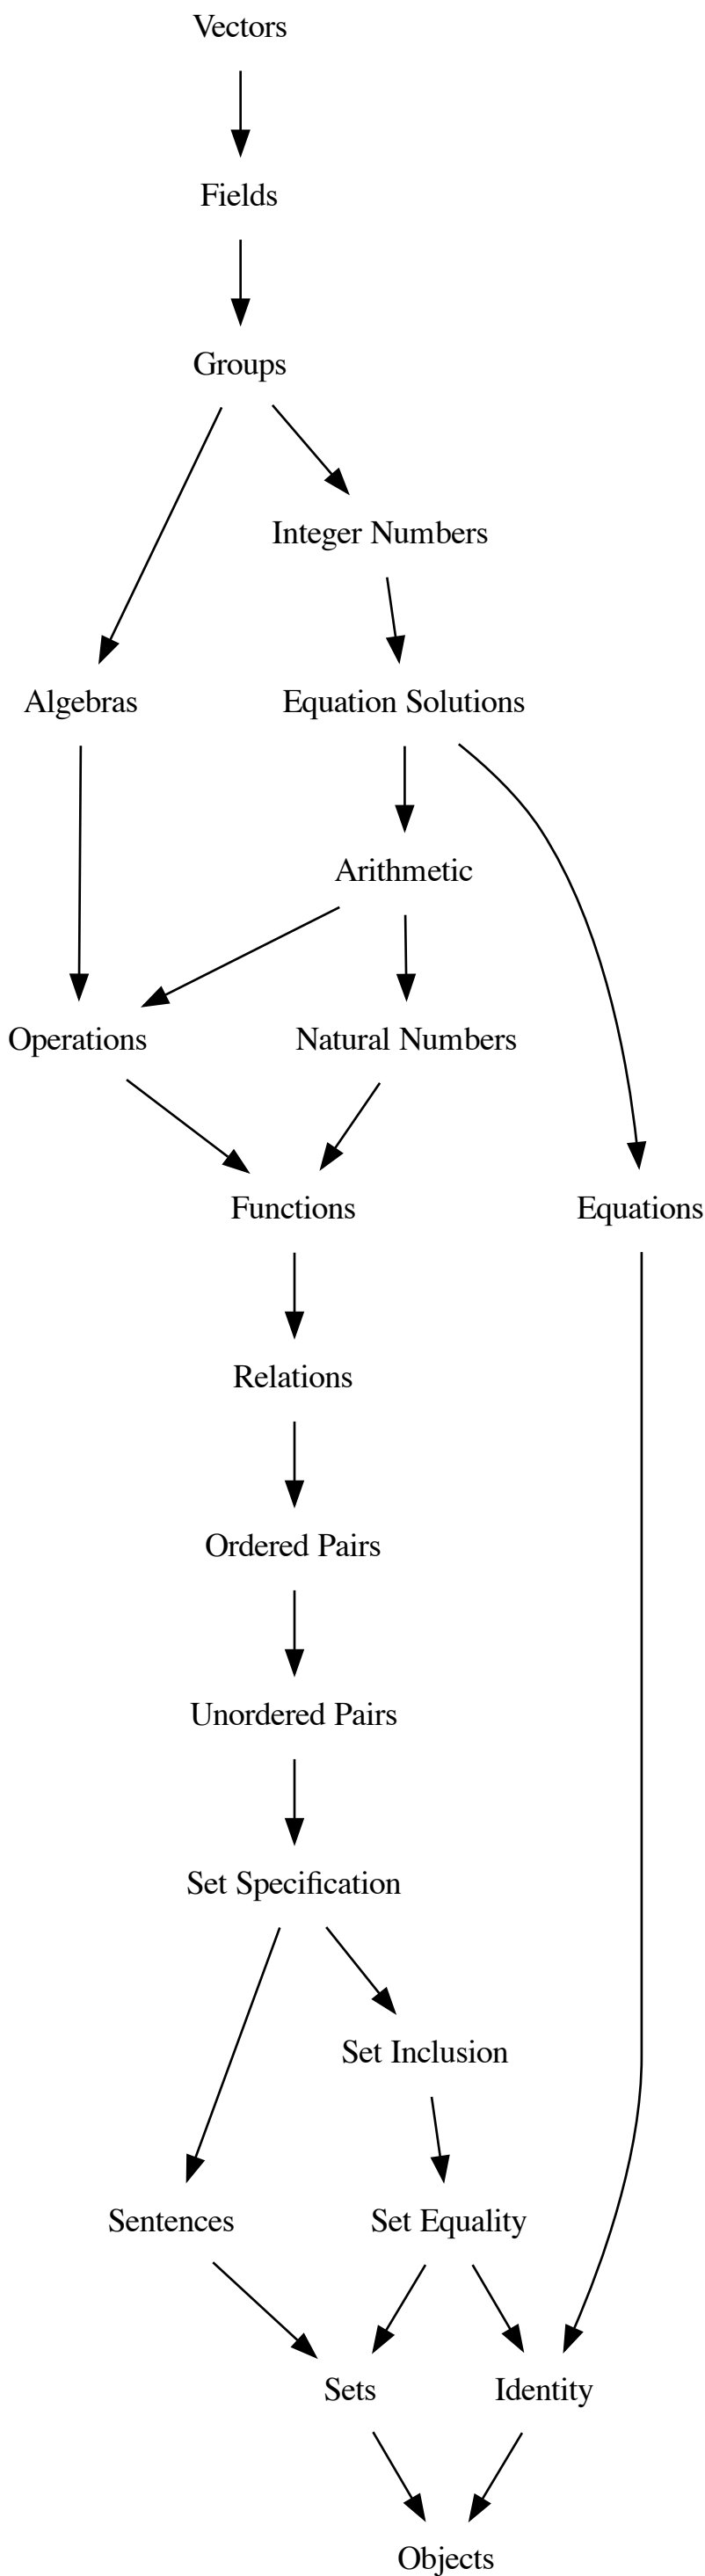 Vectors
Fields
Groups
Integer Numbers
Algebras
Equation Solutions
Arithmetic
Operations
Natural Numbers
Functions
Equations
Relations
Ordered Pairs
Unordered Pairs
Set Specification
Set Inclusion
Sentences
Set Equality
Sets
Identity
Objects